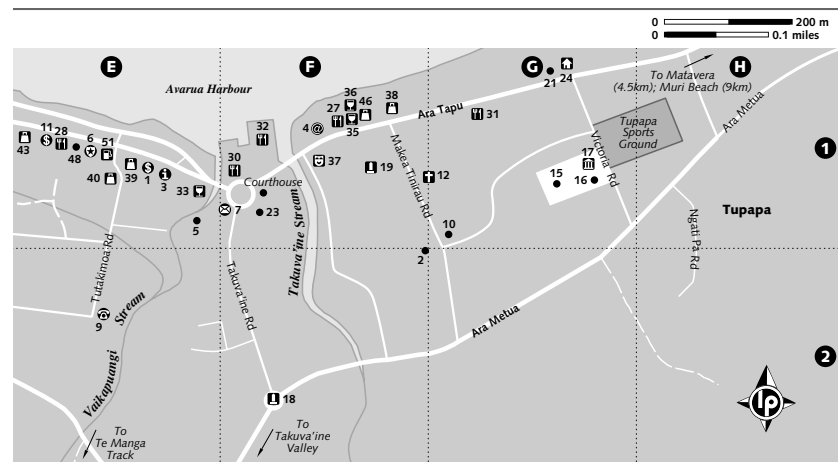 0 200 m
0 0.1 miles
E
F
G
H
Avarua Harbour
To Matavera
(4.5km); Muri Beach (9km)
36
27
46
38
4 @
35
Ara Tapu
31
21
24
Ara Metua
Tupapa
Sports
Ground
1
11
28
6
51
43
$
48
40
39
$
1
i
3
33
32
30
Courthouse
7
23
5
37
19
Makea Tinirau Rd
12
10
2
Victoria Rd
17
15
16
Tupapa
Ngati Pa Rd
Tutakimoa Rd
Takuva'ine Stream
Takuva'ine Rd
9
Vaikapuangi Stream
Ara Metua
2
18
lp
To
Te Manga
Track
To
Takuva'ine
Valley